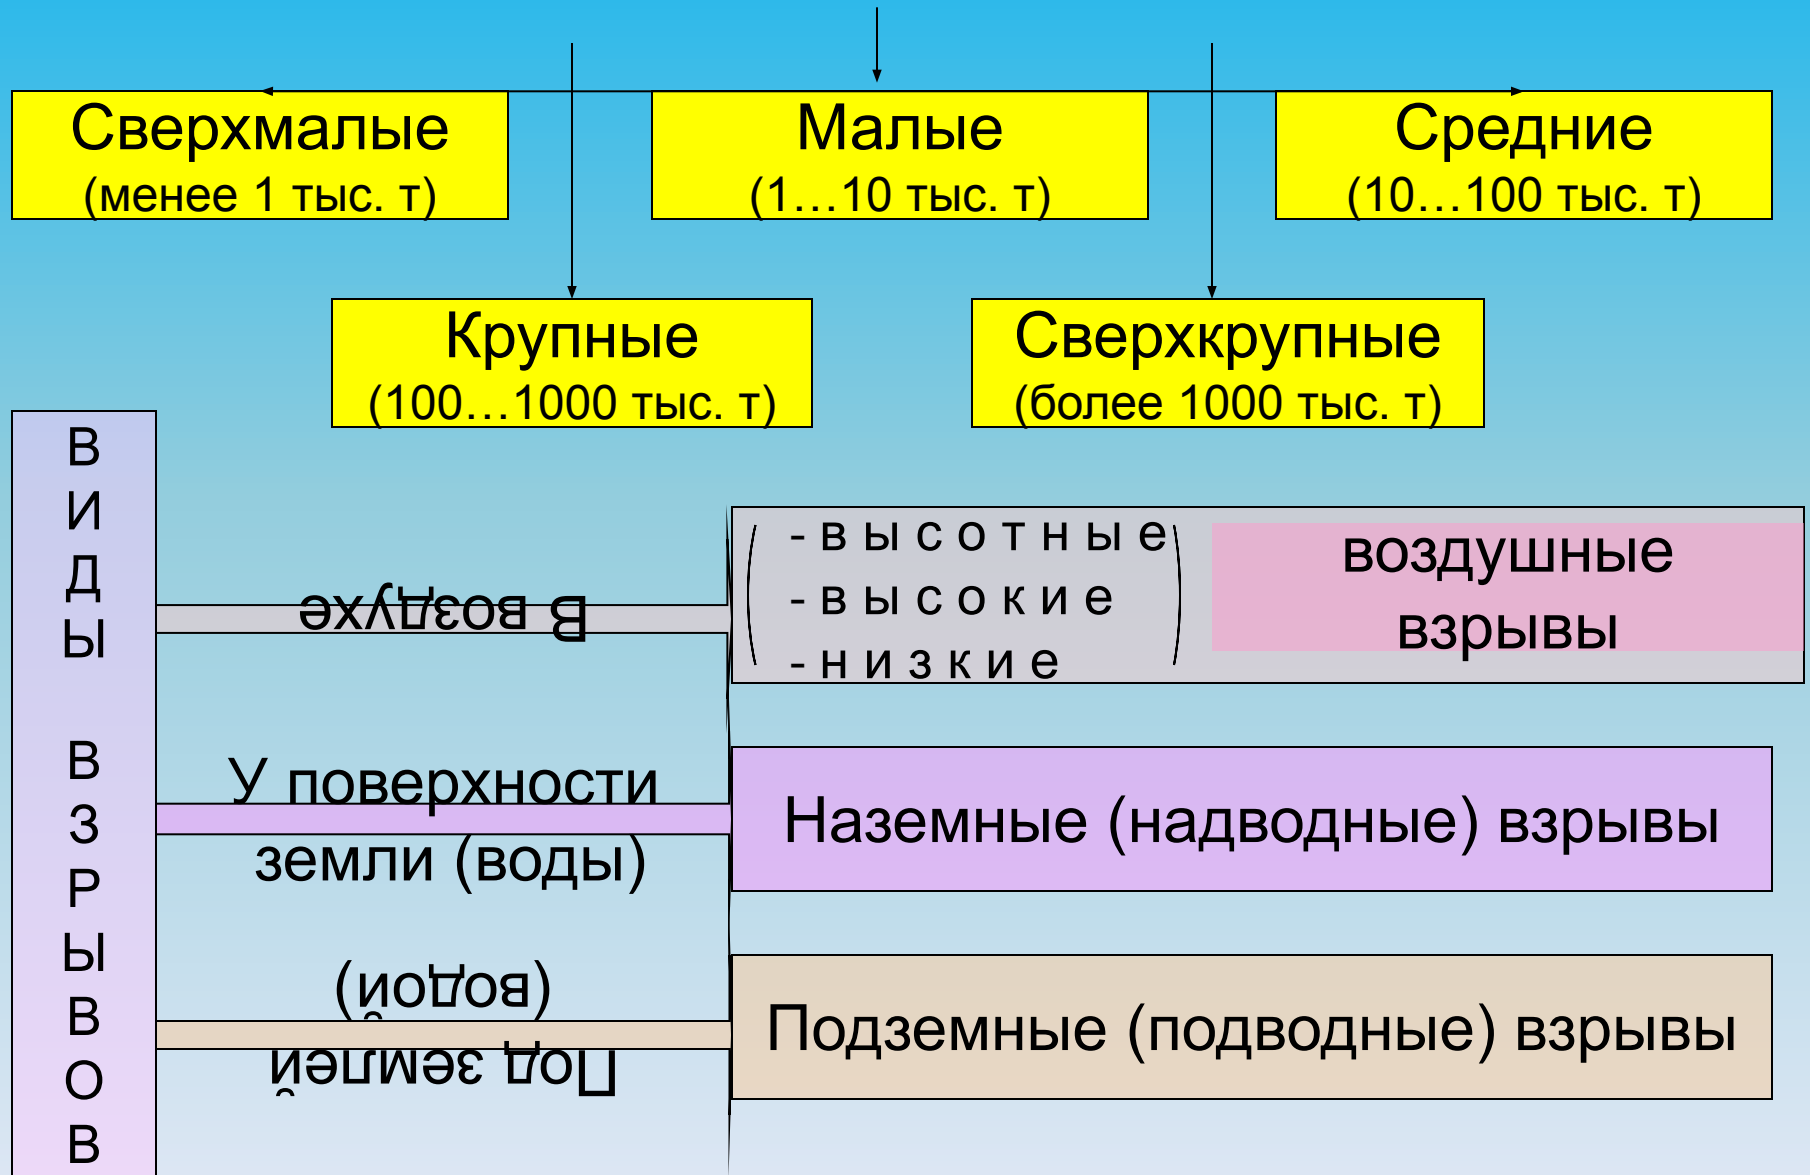 Сверхмалые
(менее 1 тыс. т)
Малые
(1…10 тыс. т)
Средние
(10…100 тыс. т)
Крупные
(100…1000 тыс. т)
Сверхкрупные
(более 1000 тыс. т)
В
И
Д
Ы
В
З
Р
Ы
В
О
В
В воздухе
- в ы с о т н ы е
- в ы с о к и е
- н и з к и е
воздушные
взрывы
У поверхности
земли (воды)
Наземные (надводные) взрывы
Под землей
(водой)
Подземные (подводные) взрывы